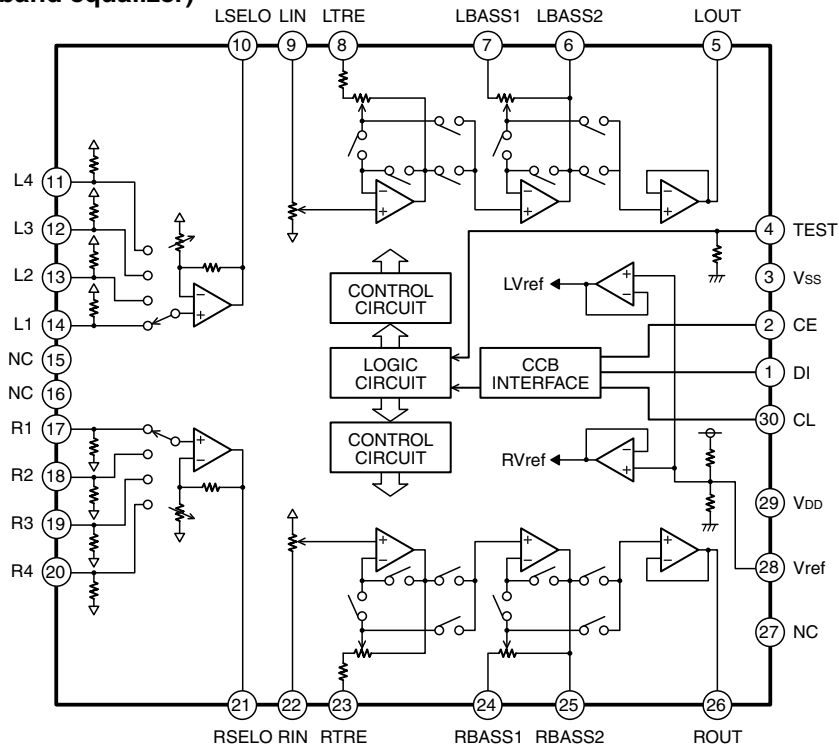 band equalizer)
LSELO LIN LTRE LBASS1 LBASS2 LOUT
10 9 8 7 6 5
L4 11
L3 12
L2 13
L1 14
NC 15
NC 16
R1 17
R2 18
R3 19
R4 20
4 TEST
3 VSS
2 CE
1 DI
30 CL
29 VDD
28 Vref
27 NC
CONTROL
CIRCUIT
LOGIC
CIRCUIT
CONTROL
CIRCUIT
CCB
INTERFACE
LVref
RVref
21 22 23 24 25 26
RSELO RIN RTRE RBASS1 RBASS2 ROUT